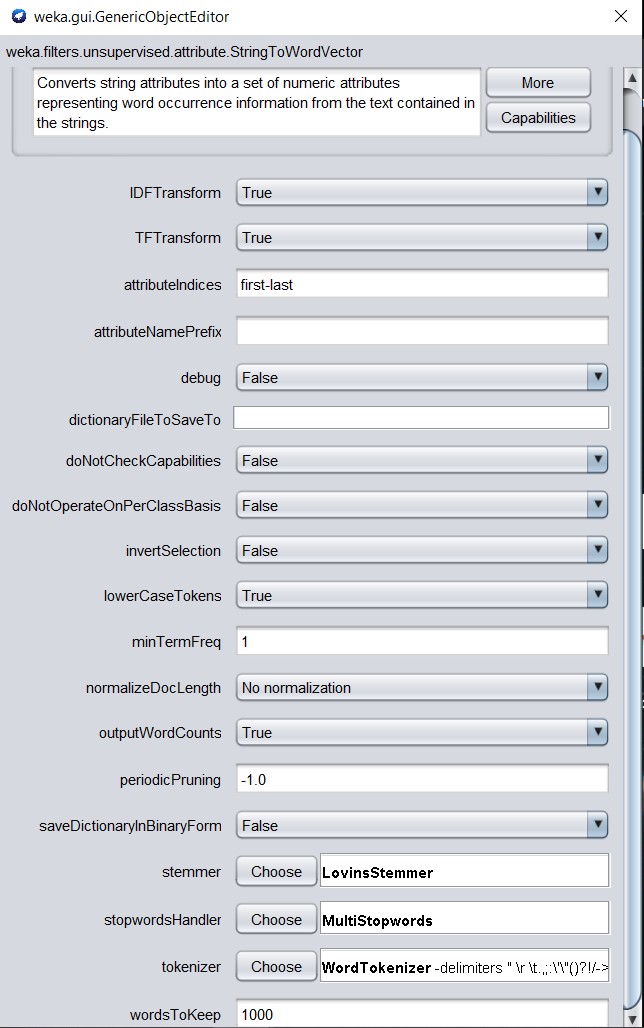 weka.gui.GenericObjectEditor
weka.filters.unsupervised.attribute.StringToWordVector
Converts string attributes into a set of numeric attributes
representing word occurrence information from the text contained in
the strings.
More
Capabilities
IDFTransform True
TFTransform True
attributeIndices first-last
attributeNamePrefix
debug False
dictionaryFileToSaveTo
doNotCheckCapabilities False
doNotOperateOnPerClassBasis False
invertSelection False
lowerCaseTokens True
minTermFreq 1
normalizeDocLength No normalization
outputWordCounts True
periodicPruning -1.0
saveDictionaryInBinaryForm False
stemmer Choose LovinsStemmer
stopwordsHandler Choose MultiStopwords
tokenizer Choose WordTokenizer -delimiters " \r \t.,;:\'\"()?!/->
wordsToKeep 1000